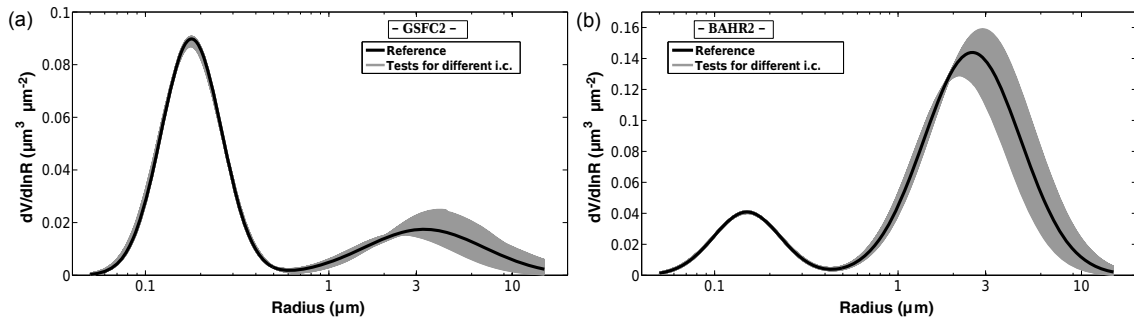 (a)
– GSFC2 –
Reference
Tests for different i.c.
dV/dlnR (µm³ µm⁻²)
0.1
0.08
0.06
0.04
0.02
0
0.1 1 3 10
Radius (µm)
(b)
– BAHR2 –
Reference
Tests for different i.c.
dV/dlnR (µm³ µm⁻²)
0.16
0.14
0.12
0.10
0.08
0.06
0.04
0.02
0
0.1 1 3 10
Radius (µm)